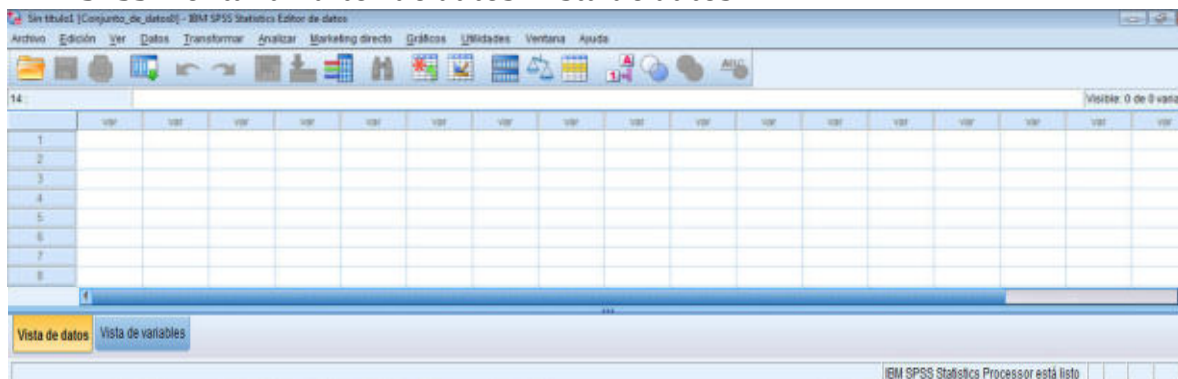 Sin título1 [Conjunto_de_datos0] - IBM SPSS Statistics Editor de datos
Archivo Edición Ver Datos Transformar Analizar Marketing directo Gráficos Utilidades Ventana Ayuda
14 :
Visible: 0 de 0 varia
var var var var var var var var var var var var var var var var
1
2
3
4
5
6
7
8
Vista de datos Vista de variables
IBM SPSS Statistics Processor está listo